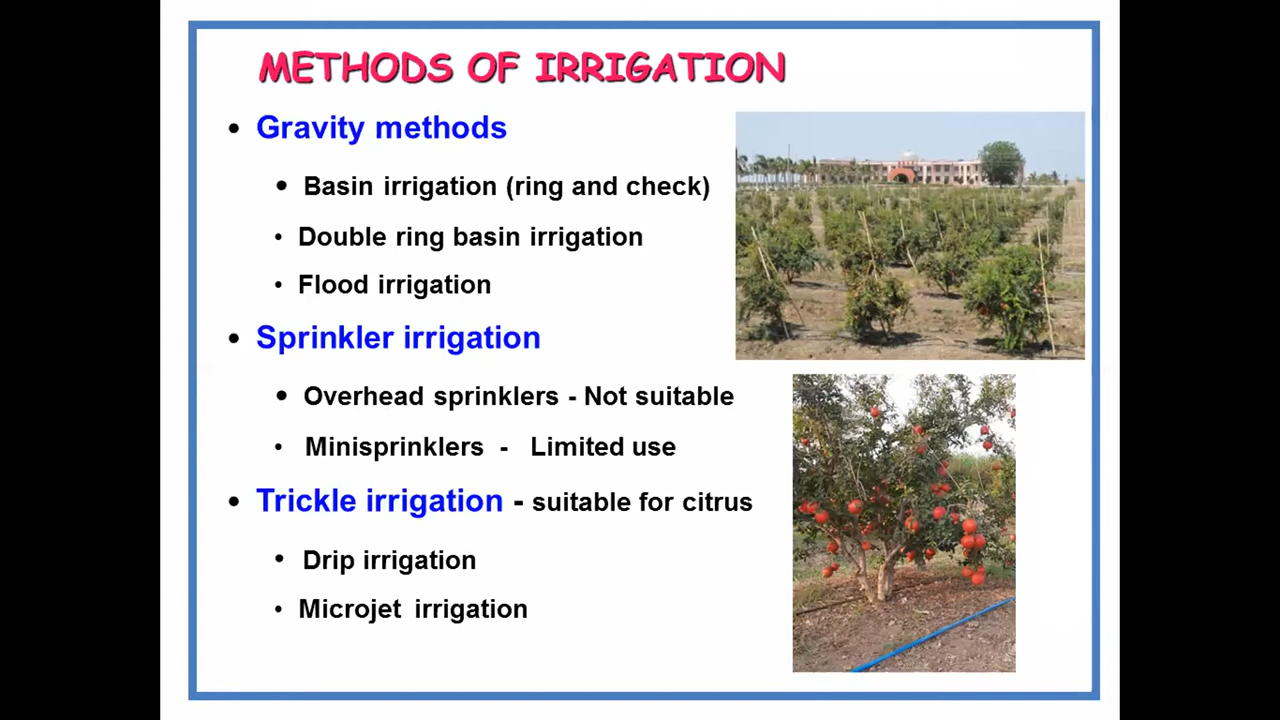 METHODS OF IRRIGATION
• Gravity methods
• Basin irrigation (ring and check)
• Double ring basin irrigation
• Flood irrigation
• Sprinkler irrigation
• Overhead sprinklers - Not suitable
• Minisprinklers - Limited use
• Trickle irrigation - suitable for citrus
• Drip irrigation
• Microjet irrigation